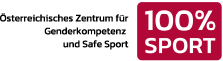 Österreichisches Zentrum für
Genderkompetenz
und Safe Sport
100%
SPORT